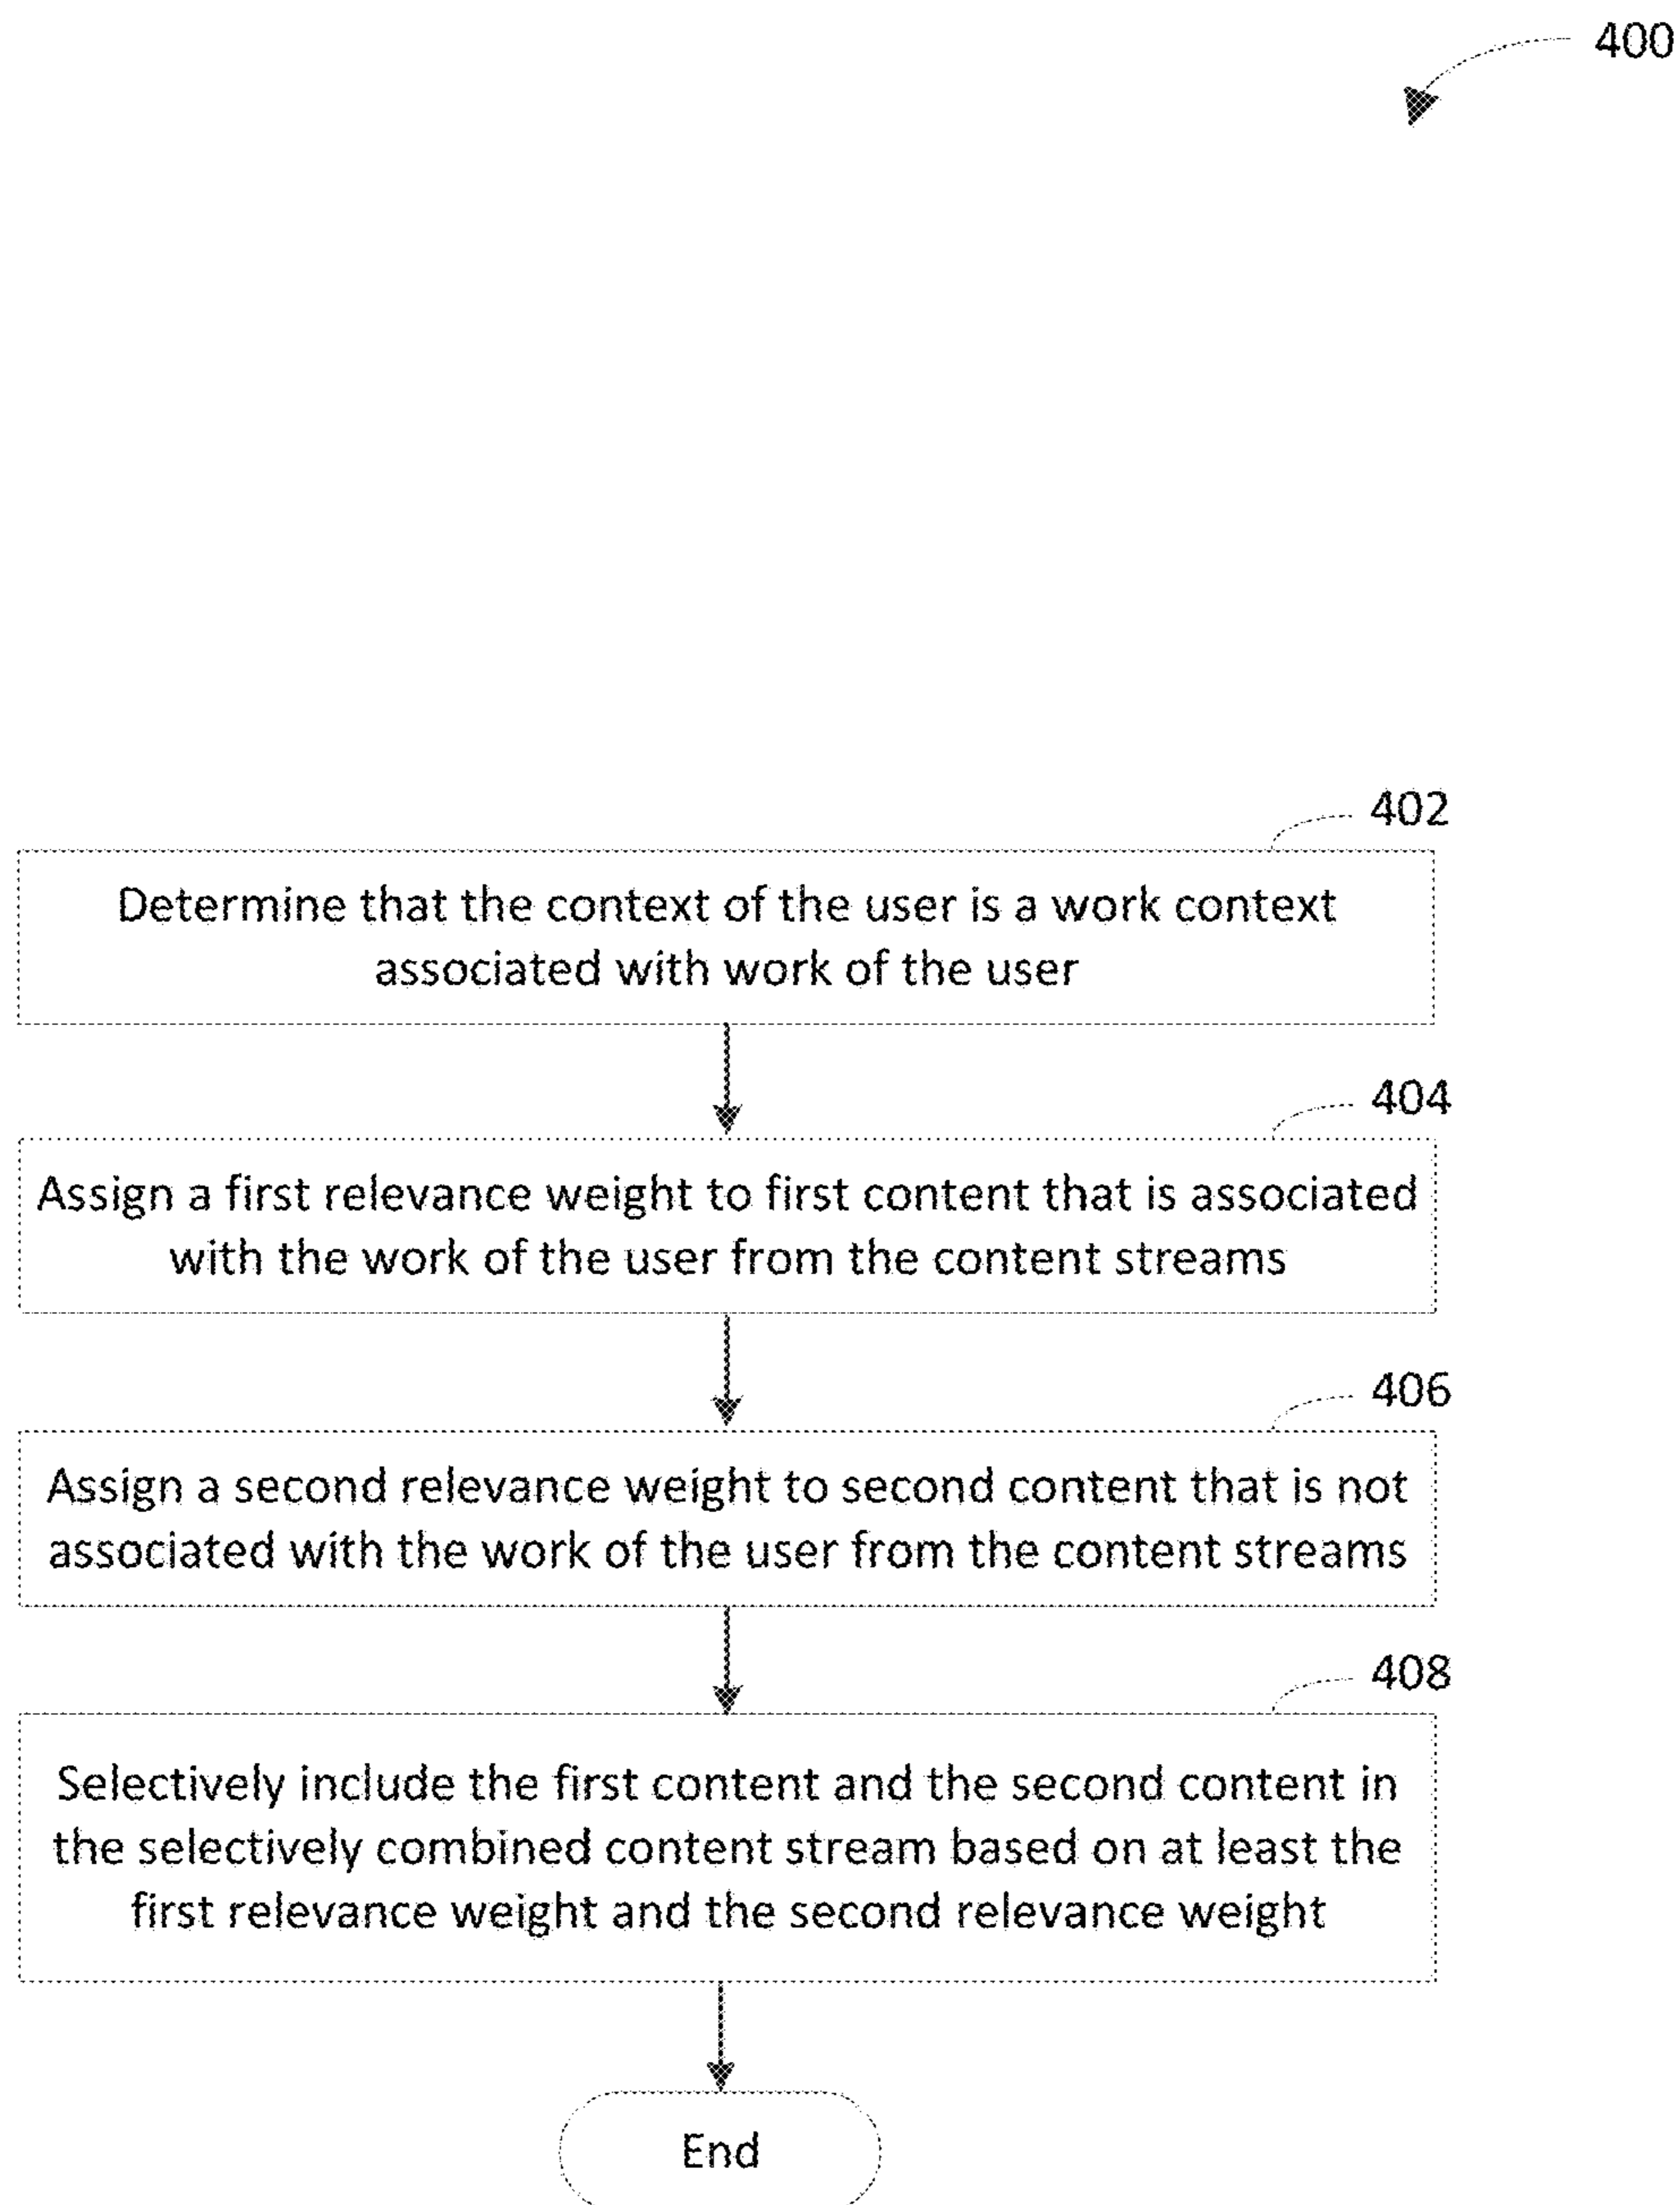 400
402
Determine that the context of the user is a work context
associated with work of the user
404
Assign a first relevance weight to first content that is associated
with the work of the user from the content streams
406
Assign a second relevance weight to second content that is not
associated with the work of the user from the content streams
408
Selectively include the first content and the second content in
the selectively combined content stream based on at least the
first relevance weight and the second relevance weight
End